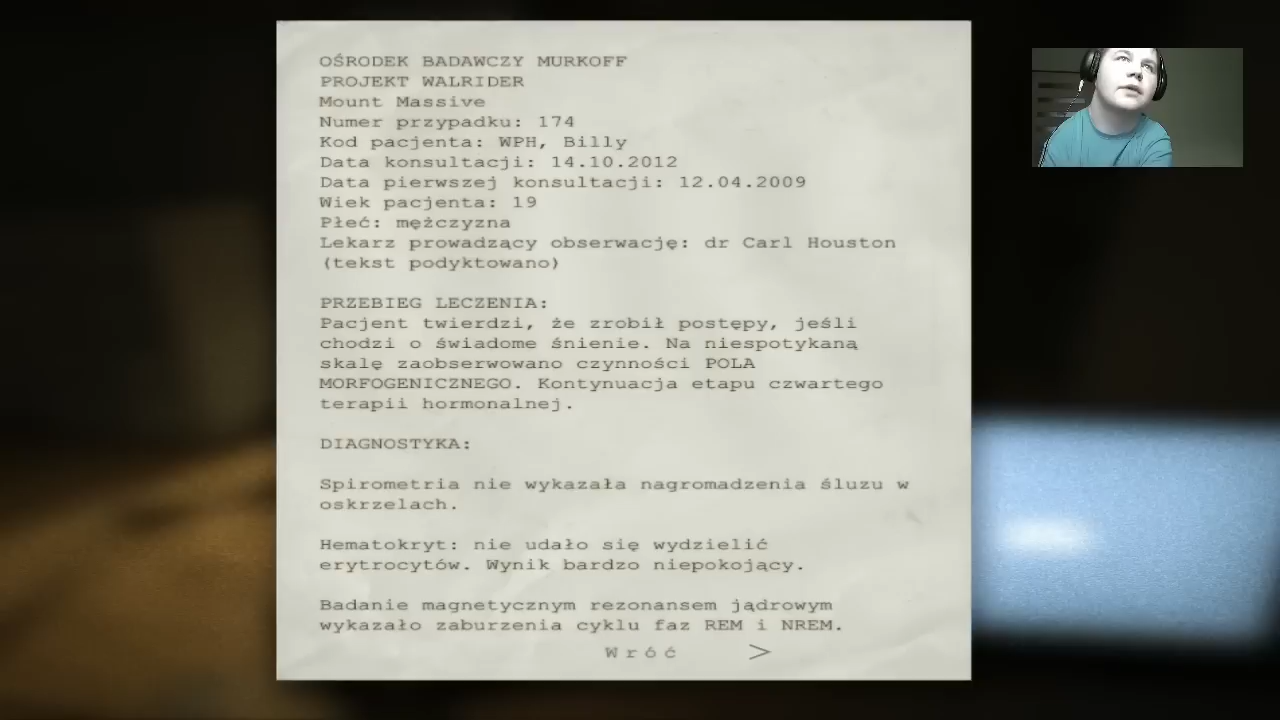 OŚRODEK BADAWCZY MURKOFF
PROJEKT WALRIDER
Mount Massive
Numer przypadku: 174
Kod pacjenta: WPH, Billy
Data konsultacji: 14.10.2012
Data pierwszej konsultacji: 12.04.2009
Wiek pacjenta: 19
Płeć: mężczyzna
Lekarz prowadzący obserwację: dr Carl Houston
(tekst podyktowano)
PRZEBIEG LECZENIA:
Pacjent twierdzi, że zrobił postępy, jeśli
chodzi o świadome śnienie. Na niespotykaną
skalę zaobserwowano czynności POLA
MORFOGENICZNEGO. Kontynuacja etapu czwartego
terapii hormonalnej.
DIAGNOSTYKA:
Spirometria nie wykazała nagromadzenia śluzu w
oskrzelach.
Hematokryt: nie udało się wydzielić
erytrocytów. Wynik bardzo niepokojący.
Badanie magnetycznym rezonansem jądrowym
wykazało zaburzenia cyklu faz REM i NREM.
Wróć >